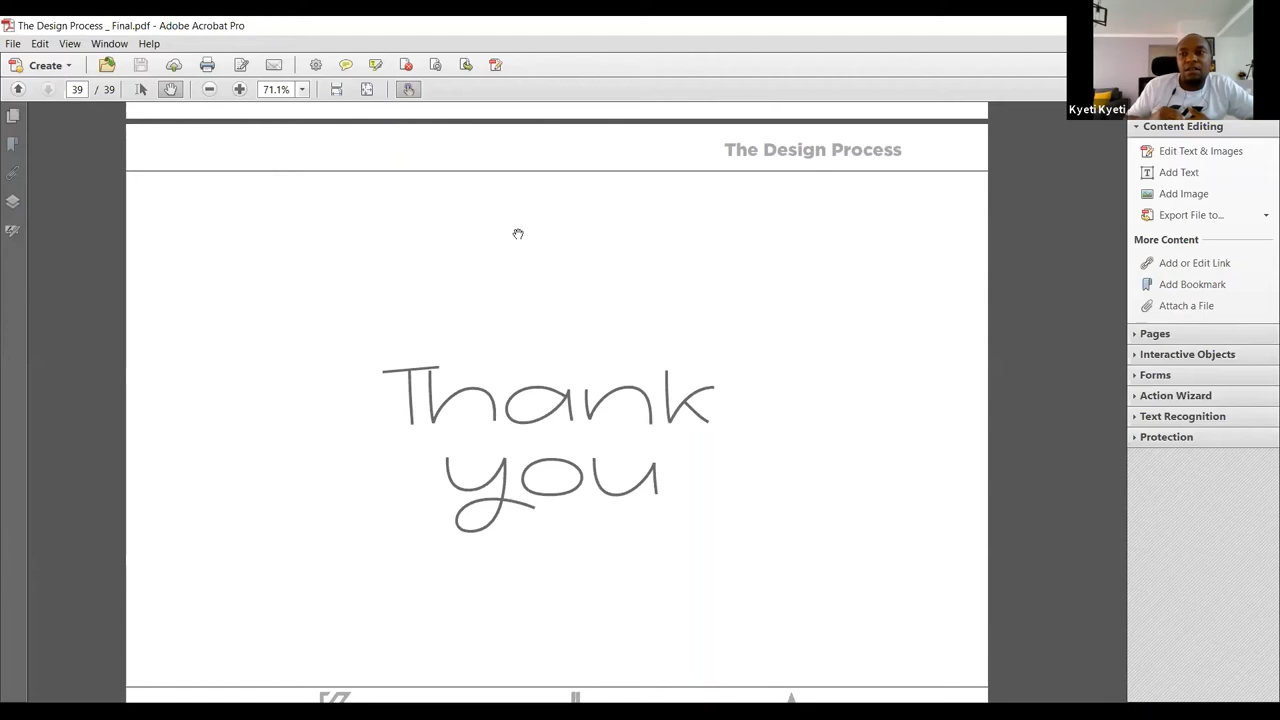 The Design Process _ Final.pdf - Adobe Acrobat Pro
File Edit View Window Help
Create
39 / 39 71.1%
Kyeti Kyeti
The Design Process
Thank
you
Content Editing
Edit Text & Images
Add Text
Add Image
Export File to...
More Content
Add or Edit Link
Add Bookmark
Attach a File
Pages
Interactive Objects
Forms
Action Wizard
Text Recognition
Protection